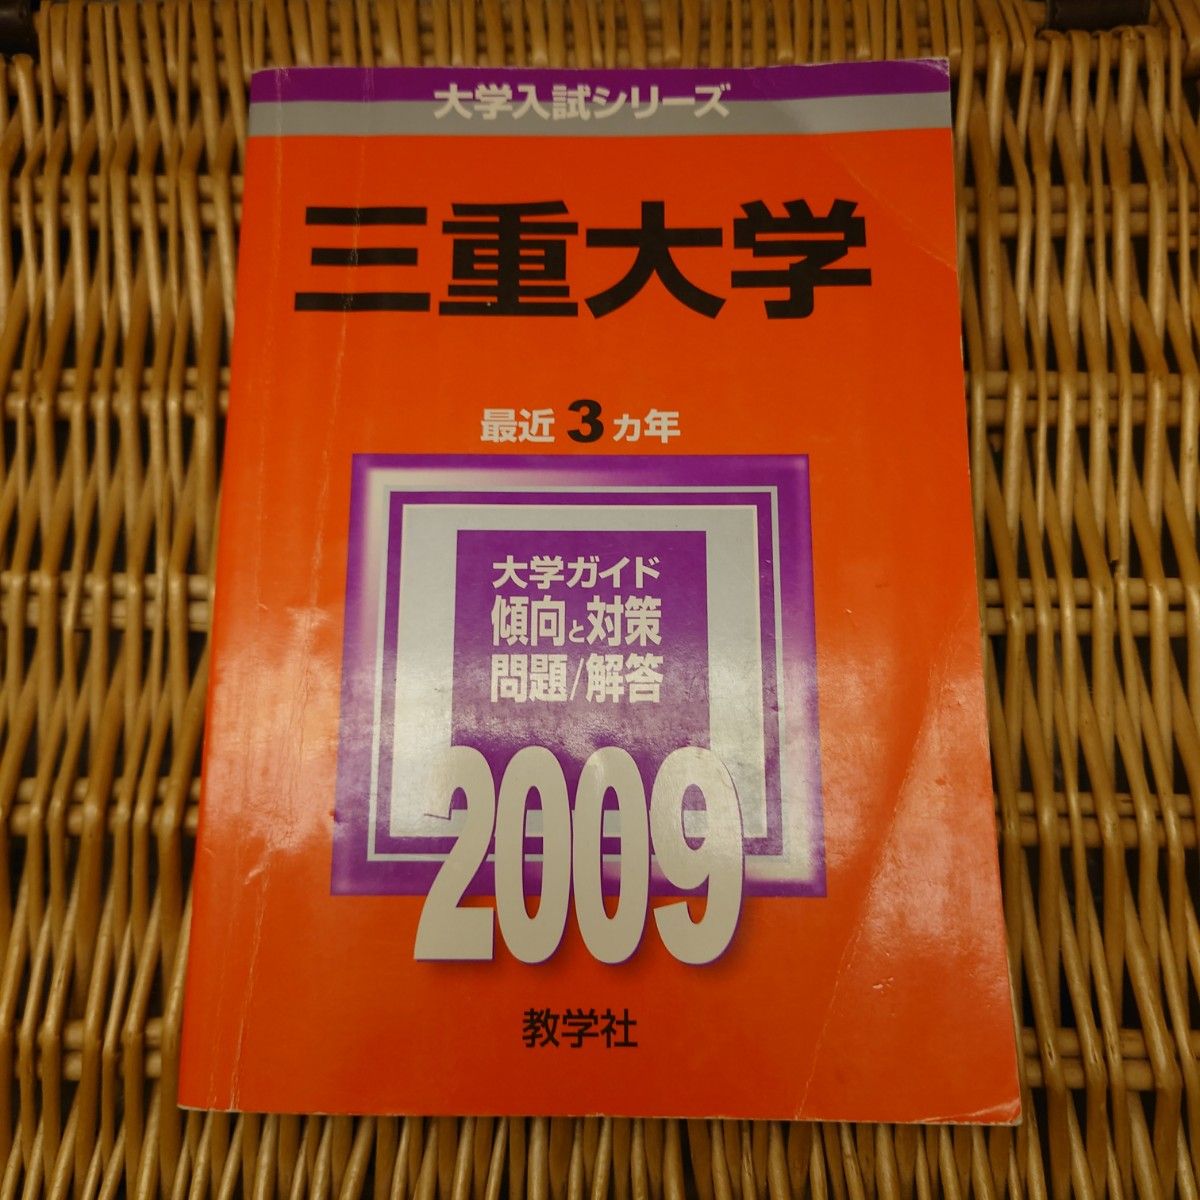 大学入試シリーズ
三重大学
最近3カ年
大学ガイド
傾向と対策
問題/解答
2009
教学社